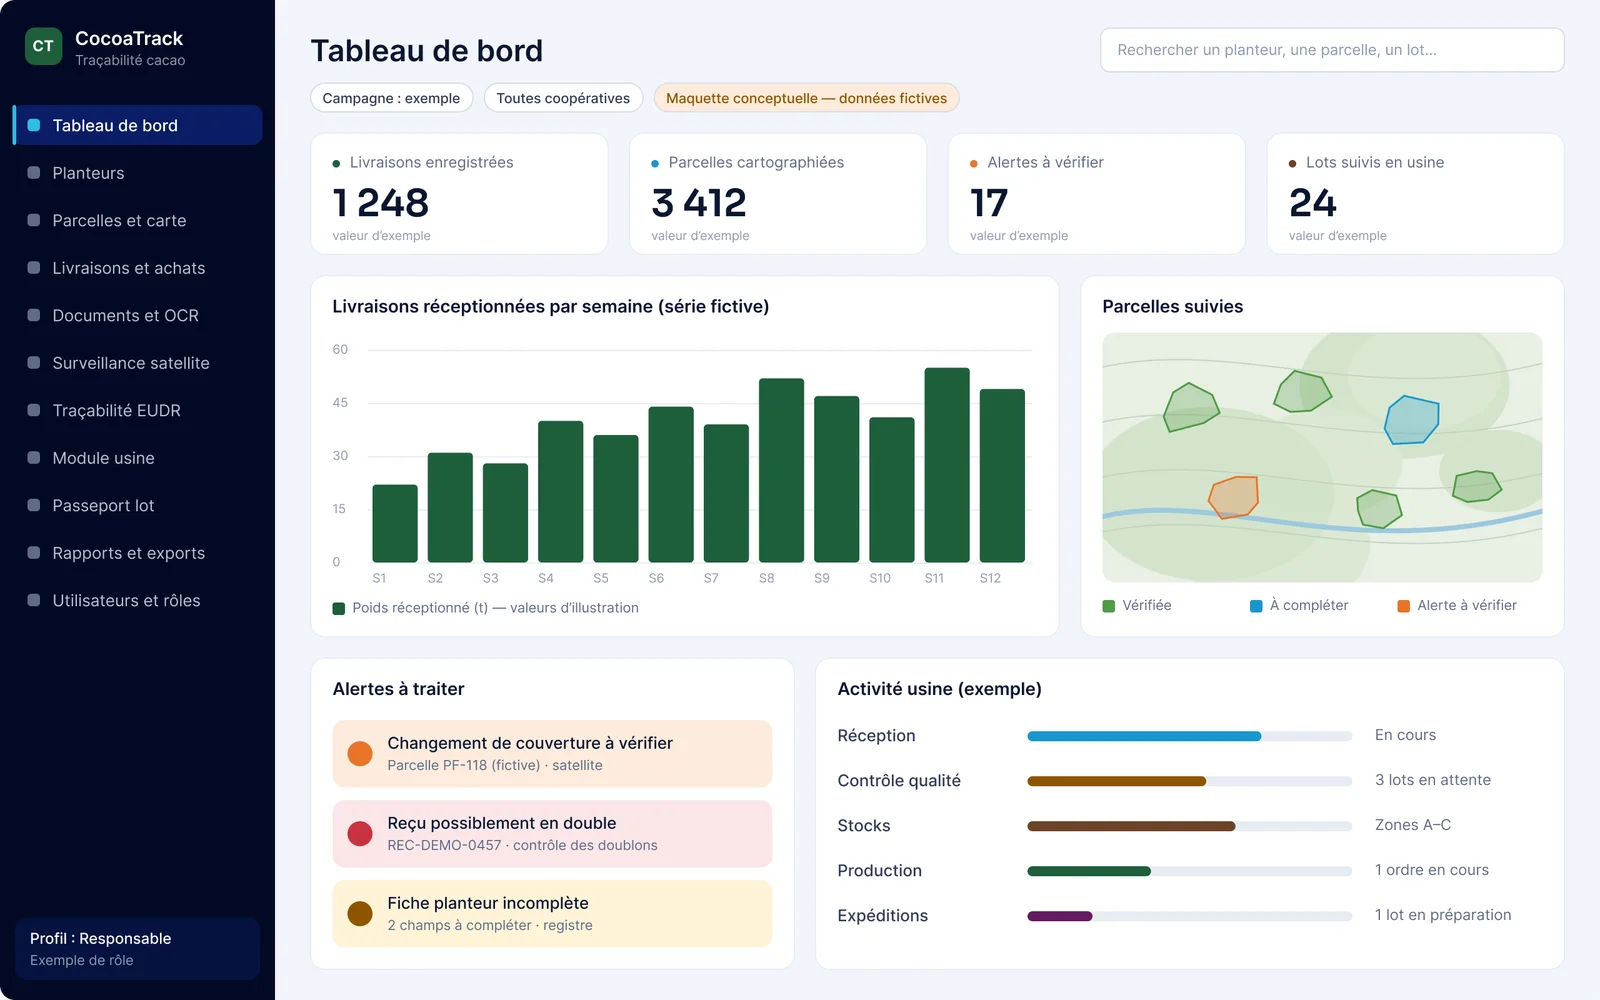 CT
CocoaTrack
Traçabilité cacao
Tableau de bord
Planteurs
Parcelles et carte
Livraisons et achats
Documents et OCR
Surveillance satellite
Traçabilité EUDR
Module usine
Passeport lot
Rapports et exports
Utilisateurs et rôles
Profil : Responsable
Exemple de rôle
Tableau de bord
Rechercher un planteur, une parcelle, un lot...
Campagne : exemple
Toutes coopératives
Maquette conceptuelle — données fictives
Livraisons enregistrées
1 248
valeur d’exemple
Parcelles cartographiées
3 412
valeur d’exemple
Alertes à vérifier
17
valeur d’exemple
Lots suivis en usine
24
valeur d’exemple
Livraisons réceptionnées par semaine (série fictive)
60
45
30
15
0
S1 S2 S3 S4 S5 S6 S7 S8 S9 S10 S11 S12
Poids réceptionné (t) — valeurs d’illustration
Parcelles suivies
Vérifiée
À compléter
Alerte à vérifier
Alertes à traiter
Changement de couverture à vérifier
Parcelle PF-118 (fictive) · satellite
Reçu possiblement en double
REC-DEMO-0457 · contrôle des doublons
Fiche planteur incomplète
2 champs à compléter · registre
Activité usine (exemple)
Réception En cours
Contrôle qualité 3 lots en attente
Stocks Zones A–C
Production 1 ordre en cours
Expéditions 1 lot en préparation